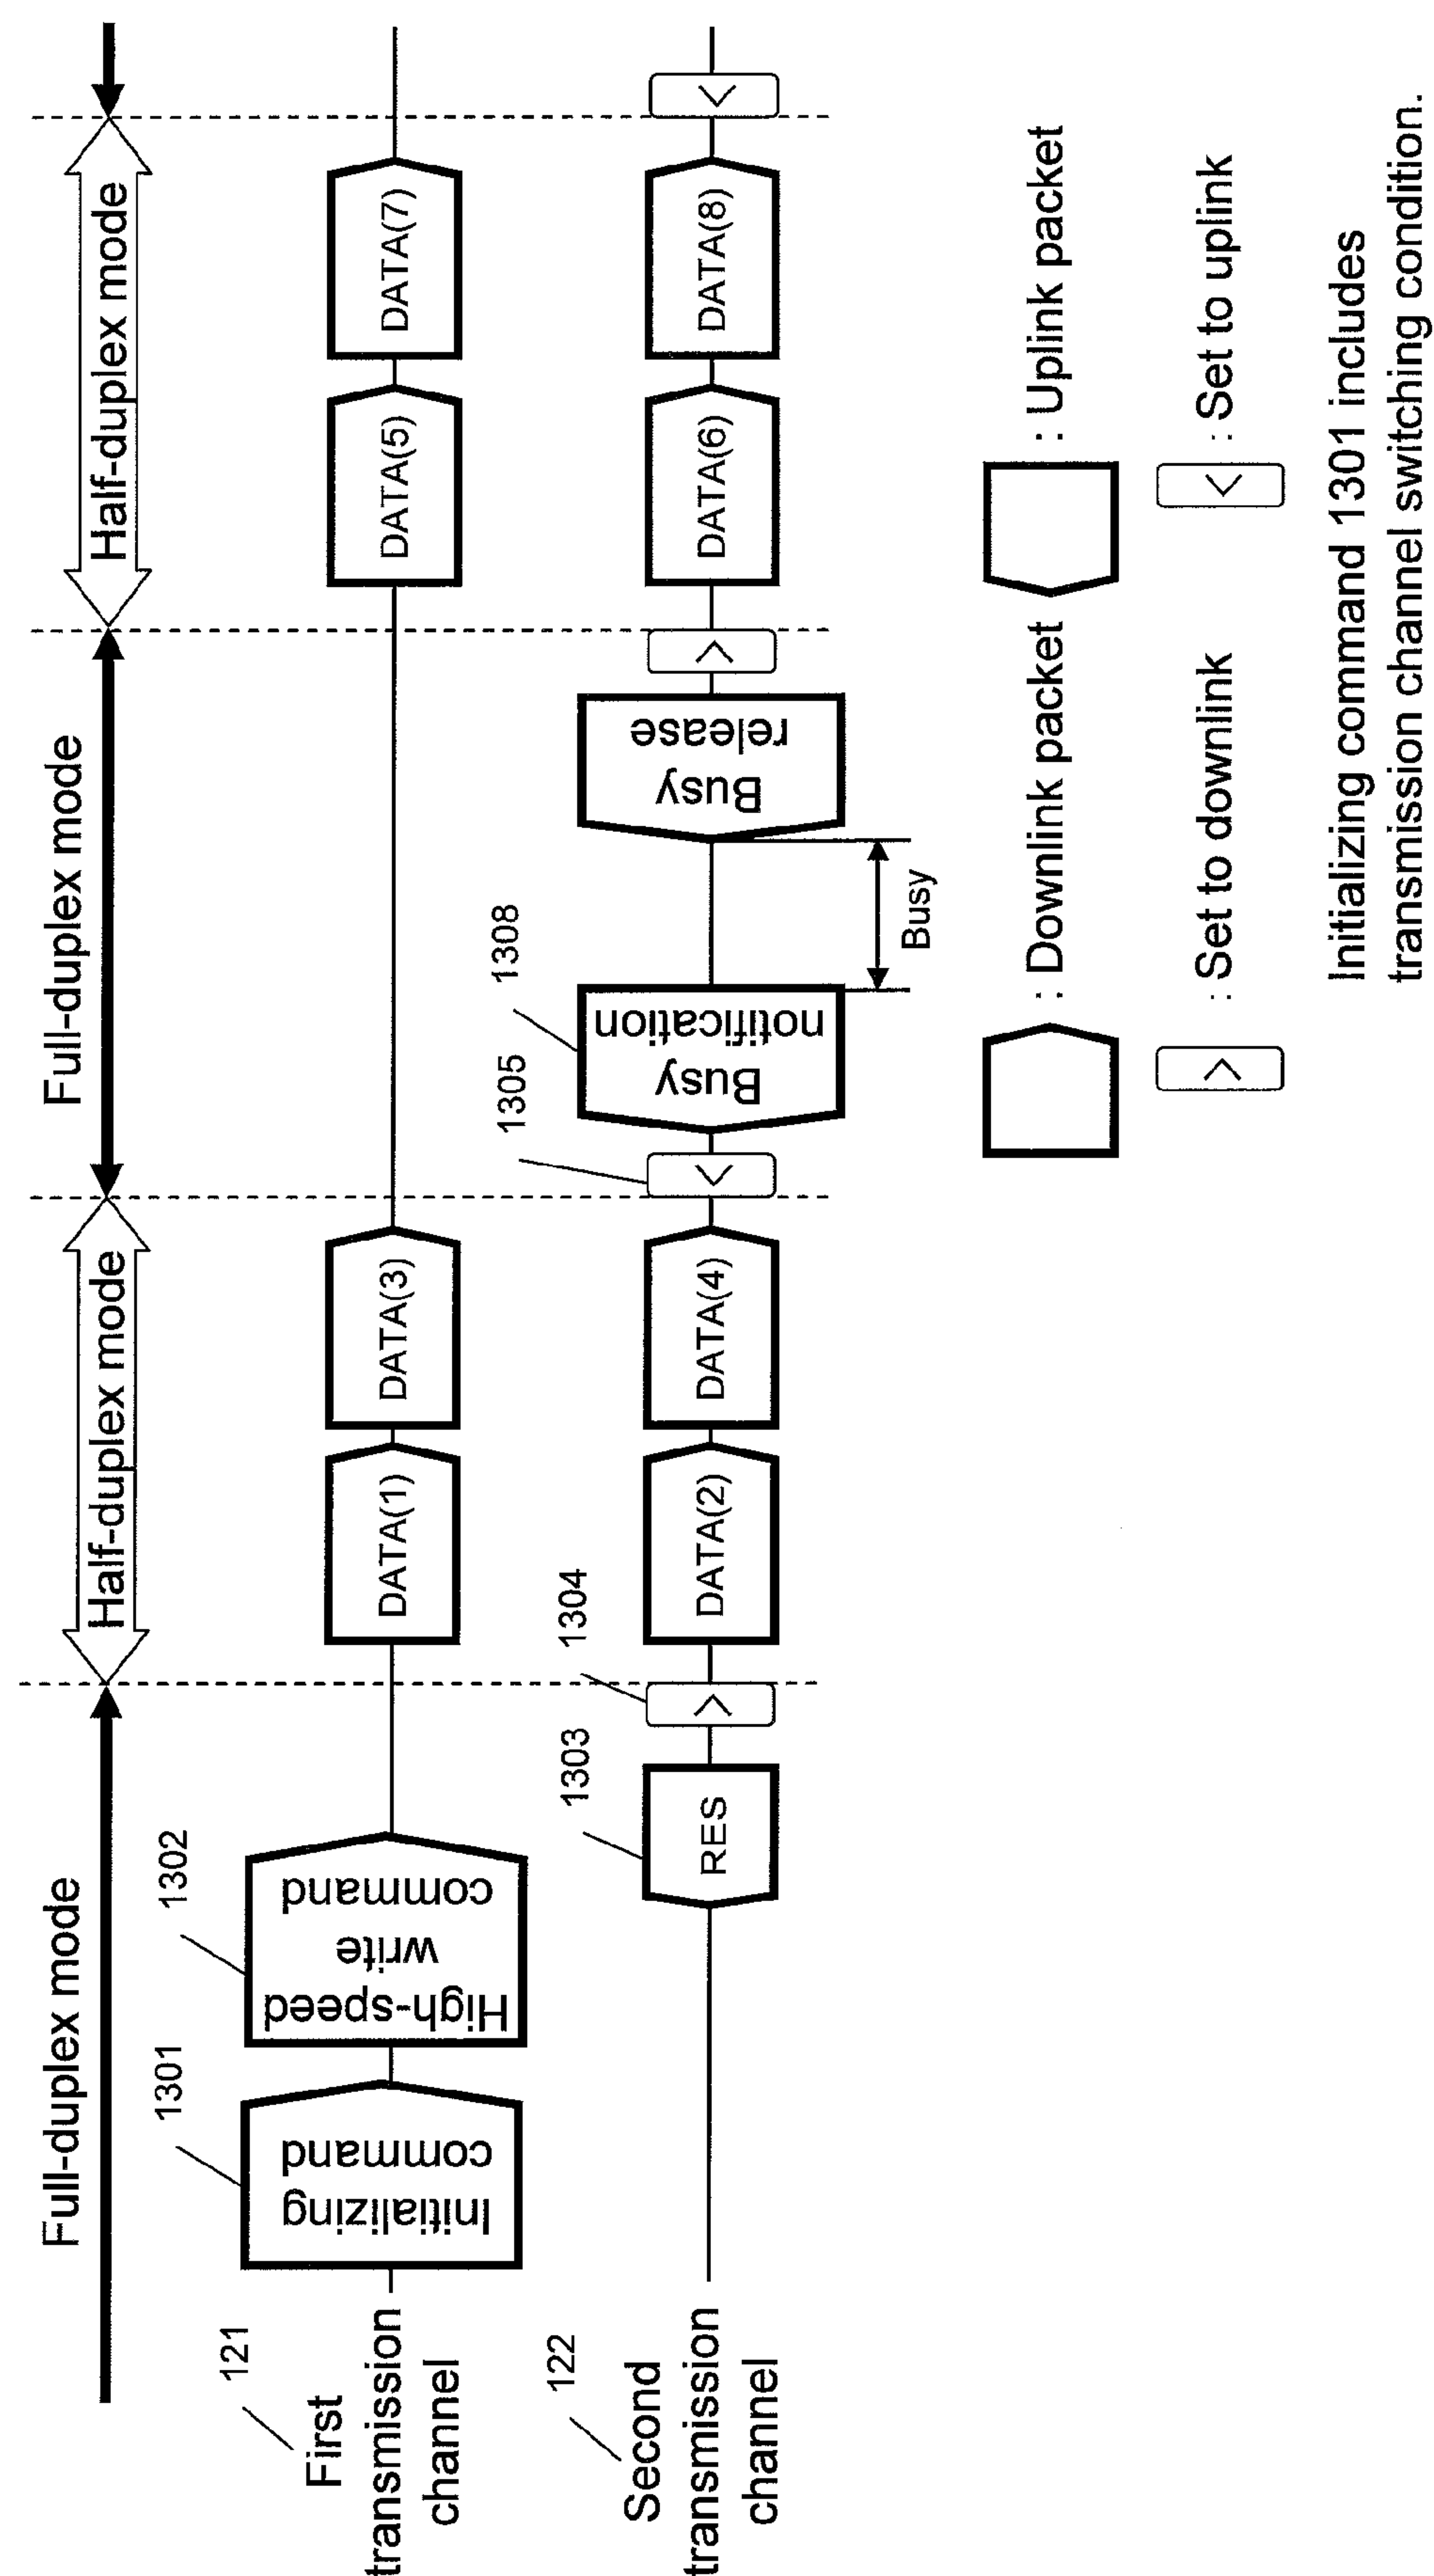 Full-duplex mode
Half-duplex mode
Full-duplex mode
Half-duplex mode
121
First
transmission
channel
1301
Initializing
command
1302
High-speed
write
command
DATA(1)
DATA(3)
DATA(5)
DATA(7)
122
Second
transmission
channel
1303
RES
1304
DATA(2)
DATA(4)
1305
1308
Busy
notification
Busy
Busy
release
DATA(6)
DATA(8)
: Downlink packet
: Uplink packet
: Set to downlink
: Set to uplink
Initializing command 1301 includes
transmission channel switching condition.